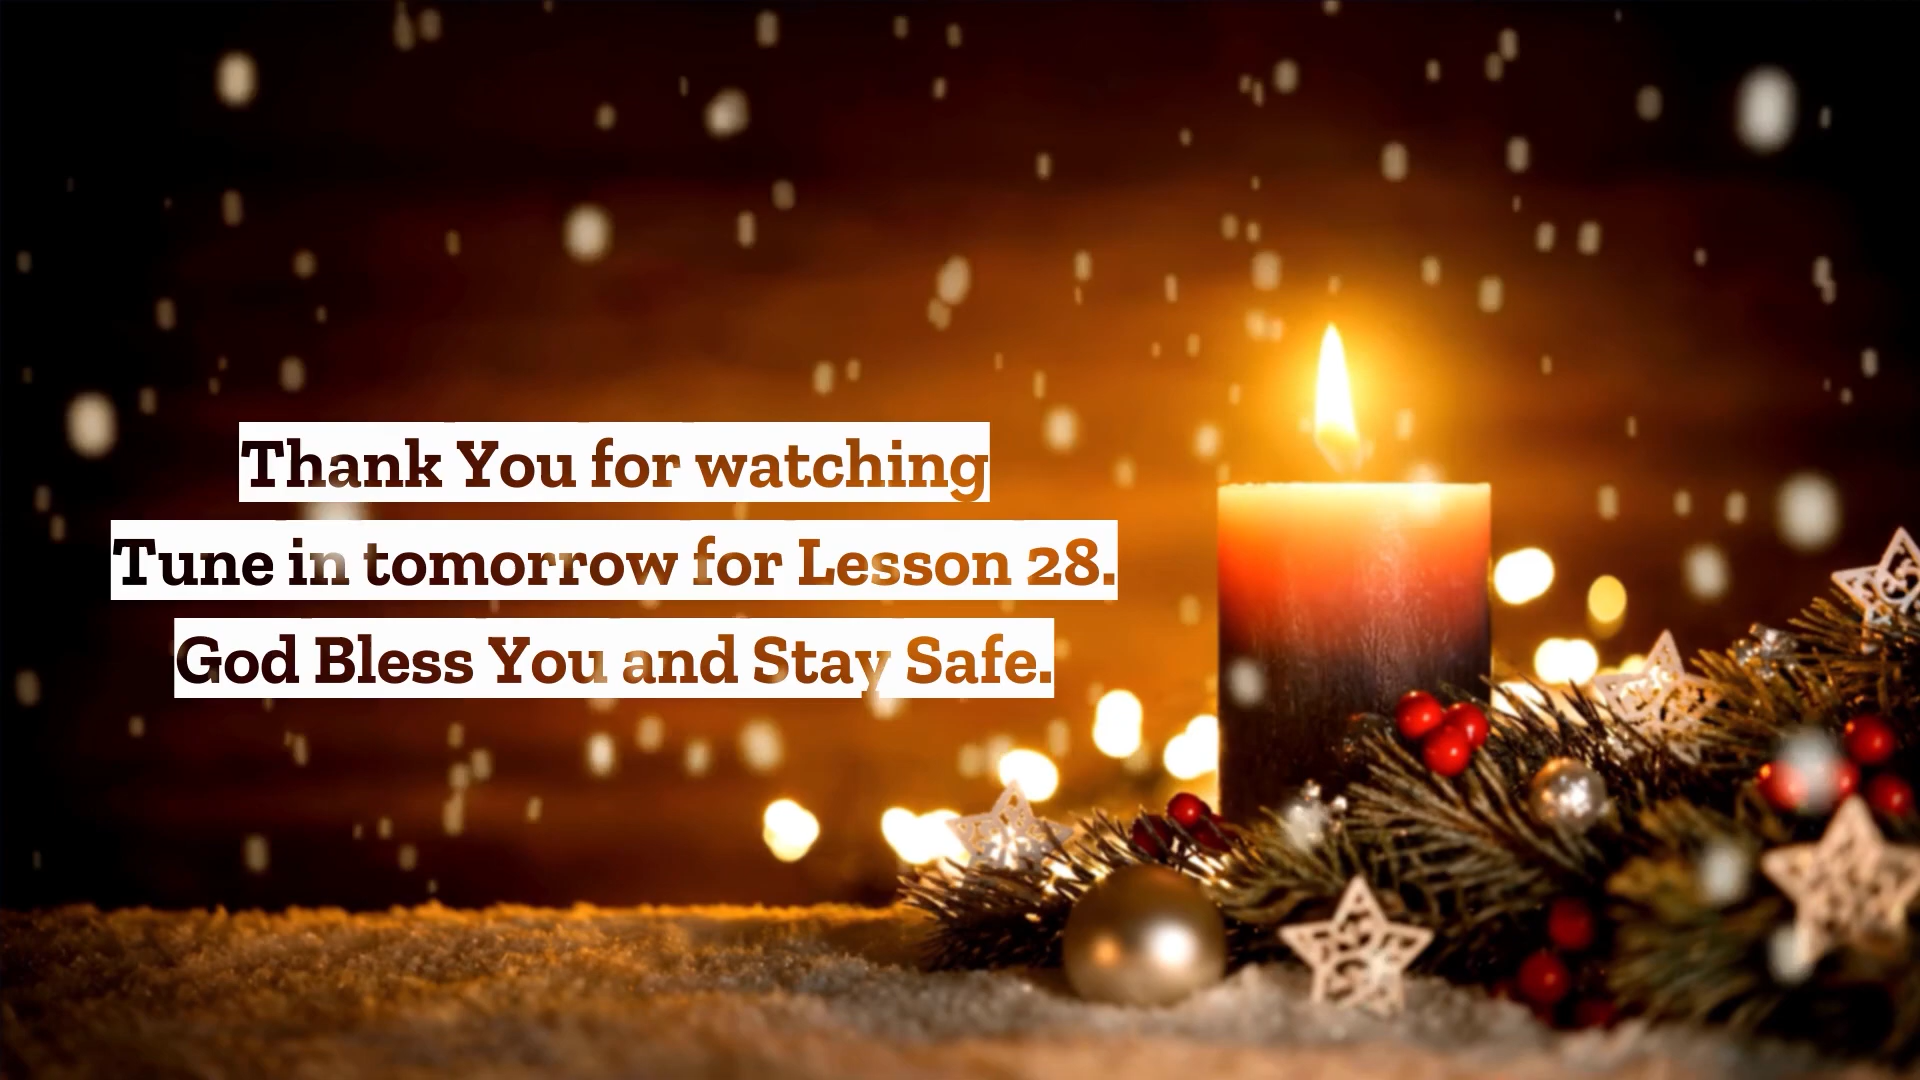 Thank You for watching
Tune in tomorrow for Lesson 28.
God Bless You and Stay Safe.